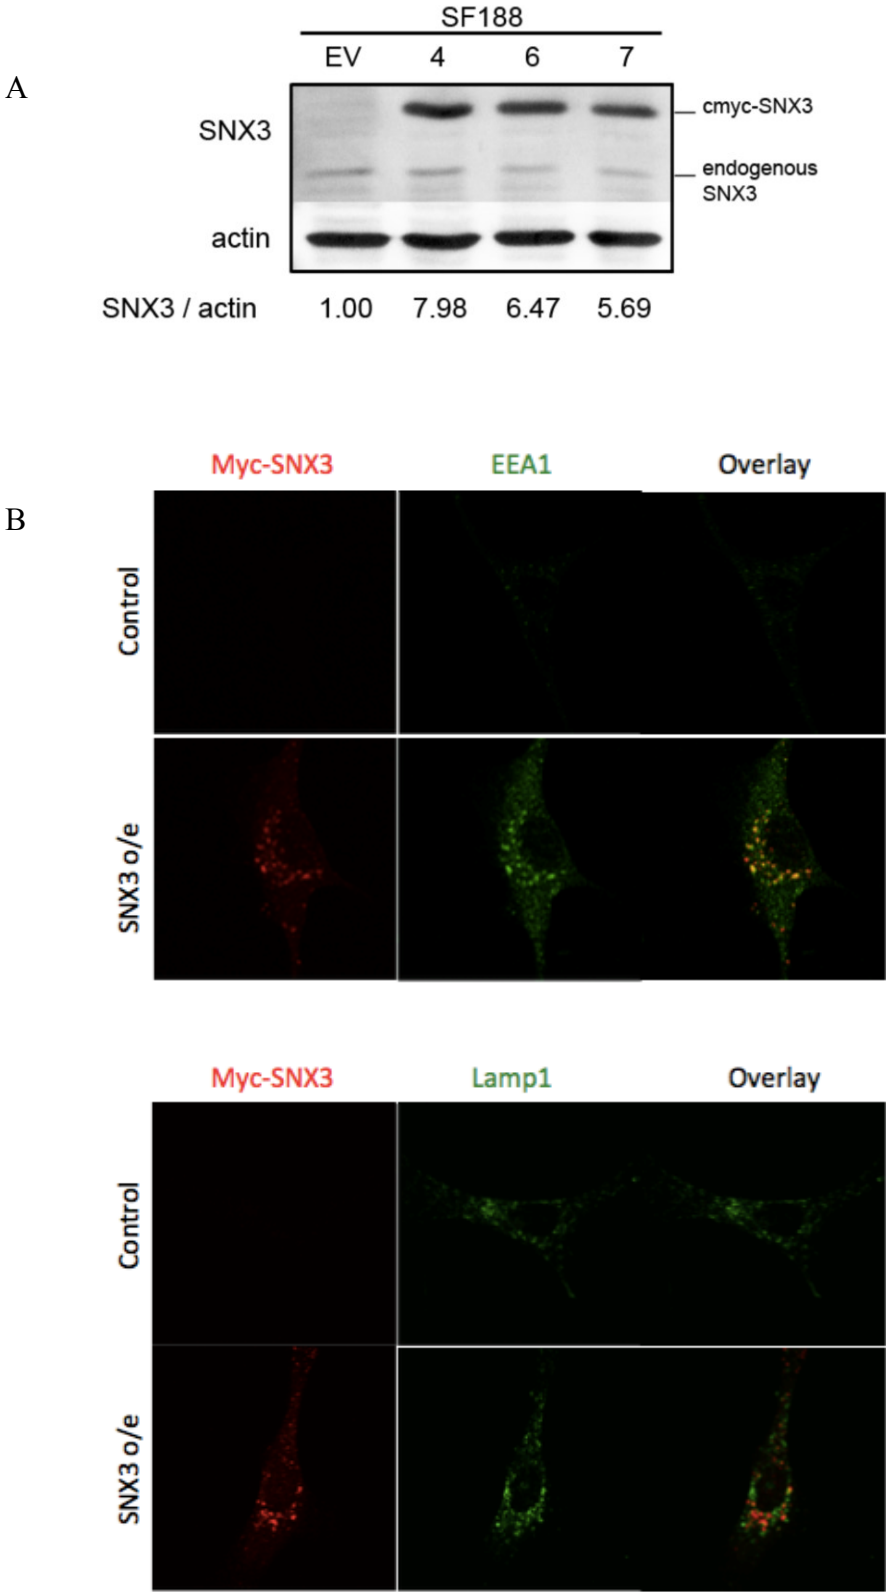 SF188
EV 4 6 7
A
SNX3
cmyc-SNX3
endogenous
SNX3
actin
SNX3 / actin 1.00 7.98 6.47 5.69
B
Myc-SNX3 EEA1 Overlay
Control
SNX3 o/e
Myc-SNX3 Lamp1 Overlay
Control
SNX3 o/e